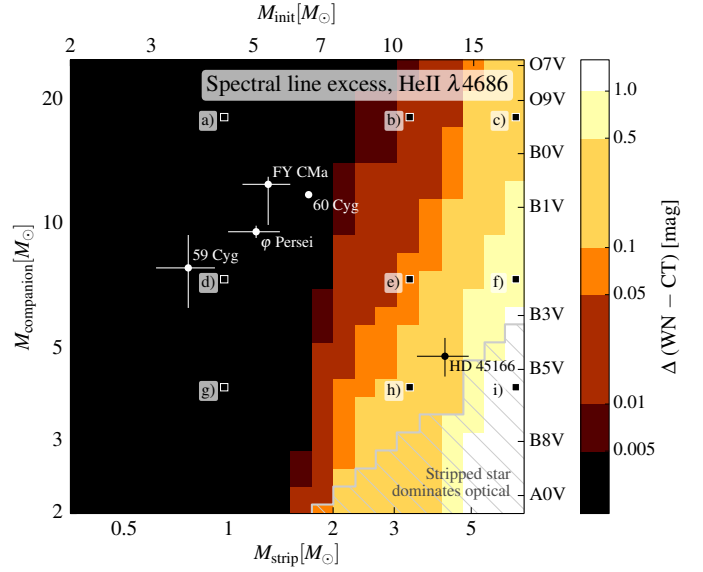 M_init[M_⊙]
2 3 5 7 10 15
Spectral line excess, HeII λ4686
20
10
5
3
2
M_companion[M_⊙]
a)
b)
c)
FY CMa
60 Cyg
φ Persei
59 Cyg
d)
e)
f)
HD 45166
g)
h)
i)
Stripped star
dominates optical
O7V
O9V
B0V
B1V
B3V
B5V
B8V
A0V
0.5 1 2 3 5
M_strip[M_⊙]
1.0
0.5
0.1
0.05
0.01
0.005
Δ (WN − CT) [mag]